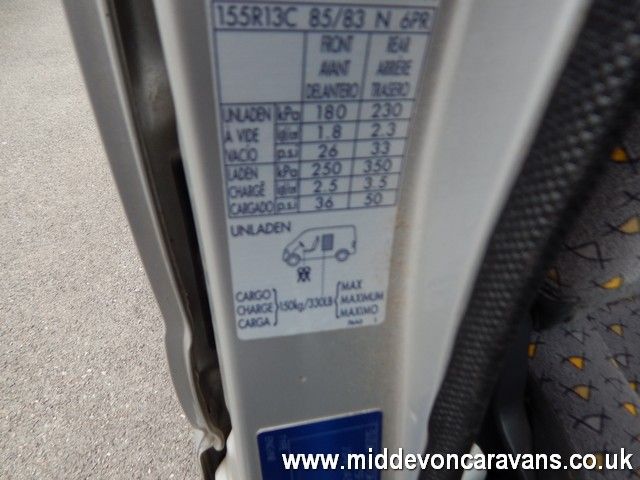 155R13C 85/83 N 6PR
FRONT REAR
AVANT ARRIÈRE
DELANTERO TRASERO
UNLADEN kPa 180 230
A VIDE 1.8 2.3
VACIO p.s.i 26 33
LADEN kPa 250 350
CHARGÉ 2.5 3.5
CARGADO p.s.i 36 50
UNLADEN
CARGO MAX
CHARGE 150kg/330LB MAXIMUM
CARGA MAXIMO
www.middevoncaravans.co.uk